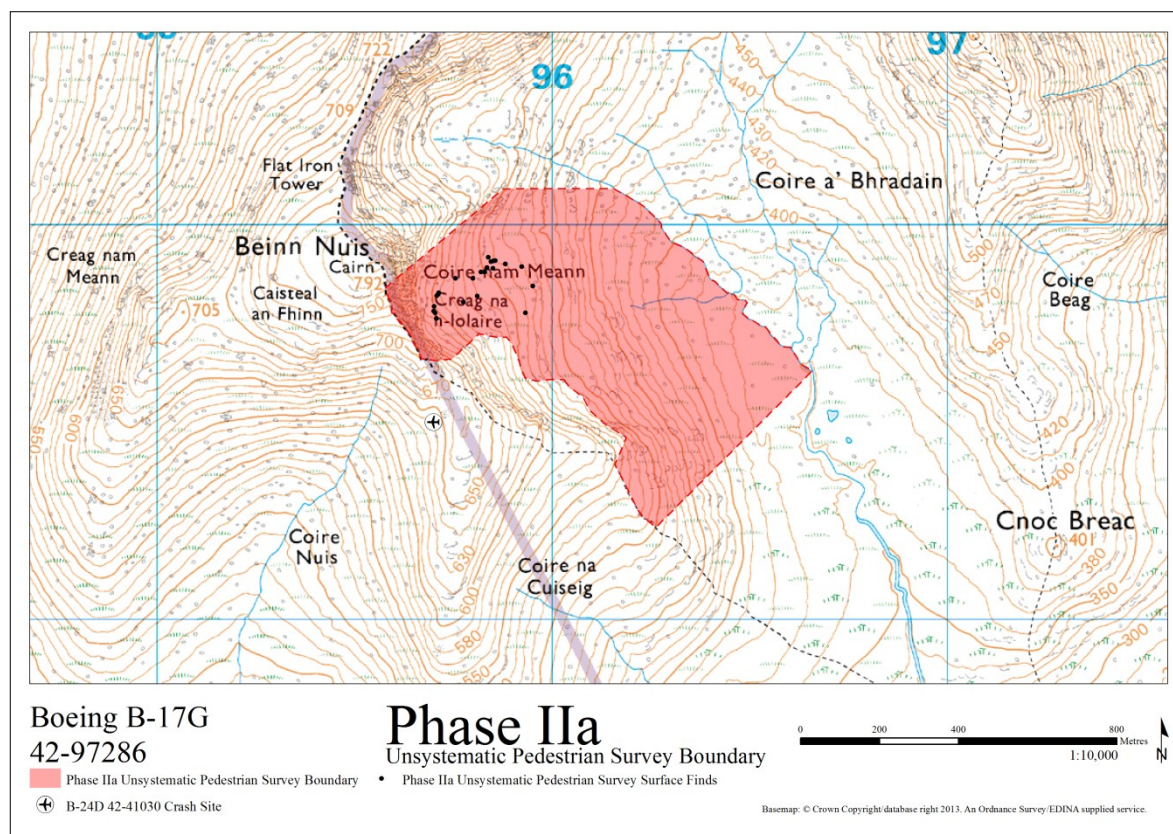 95
722
96
450
440
430
420
400
97
709
Flat Iron
Tower
Coire a' Bhradain
Beinn Nuis
Cairn
792
750
Creag nam
Meann
Caisteal
an Fhinn
705
700
670
Coire nam Meann
Creag na
h-Iolaire
500
470
450
Coire
Beag
650
600
550
650
630
600
580
550
Coire
Nuis
Coire na
Cuiseig
420
400
Cnoc Breac
401
380
350
300
Boeing B-17G
42-97286
Phase IIa
Unsystematic Pedestrian Survey Boundary
Phase IIa Unsystematic Pedestrian Survey Boundary
Phase IIa Unsystematic Pedestrian Survey Surface Finds
B-24D 42-41030 Crash Site
0 200 400 800
Metres
1:10,000
N
Basemap: © Crown Copyright/database right 2013. An Ordnance Survey/EDINA supplied service.